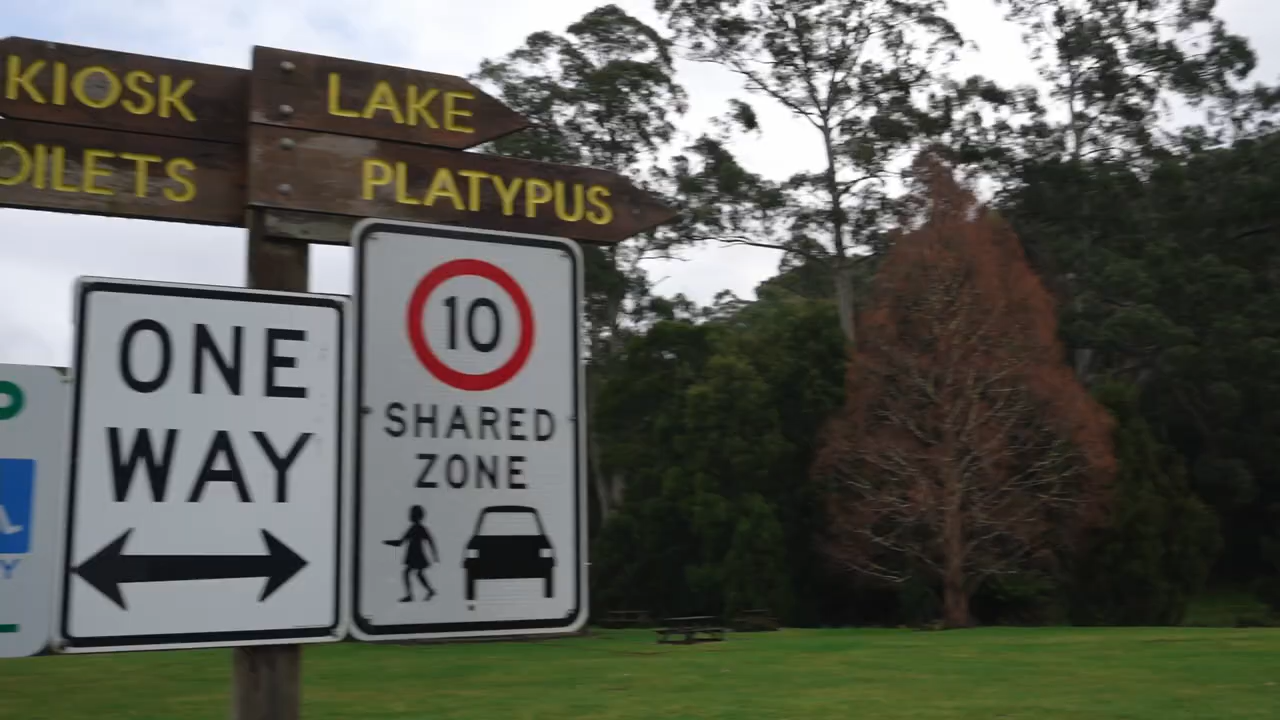 KIOSK
LAKE
OILETS
PLATYPUS
ONE
WAY
10
SHARED
ZONE
P
Y